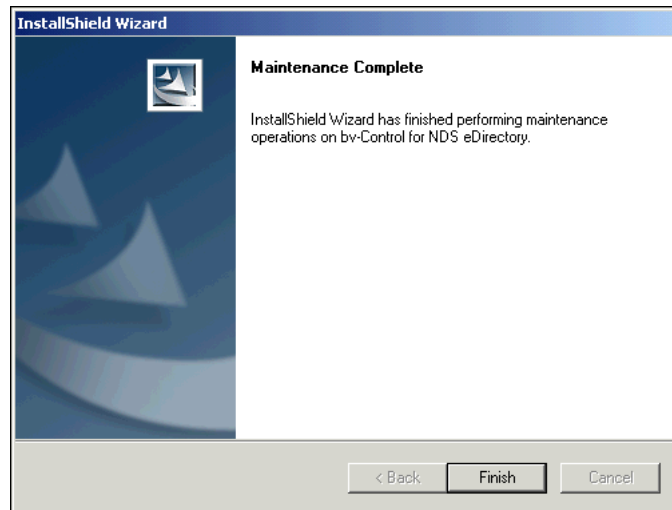 InstallShield Wizard
Maintenance Complete
InstallShield Wizard has finished performing maintenance
operations on bv-Control for NDS eDirectory.
< Back
Finish
Cancel